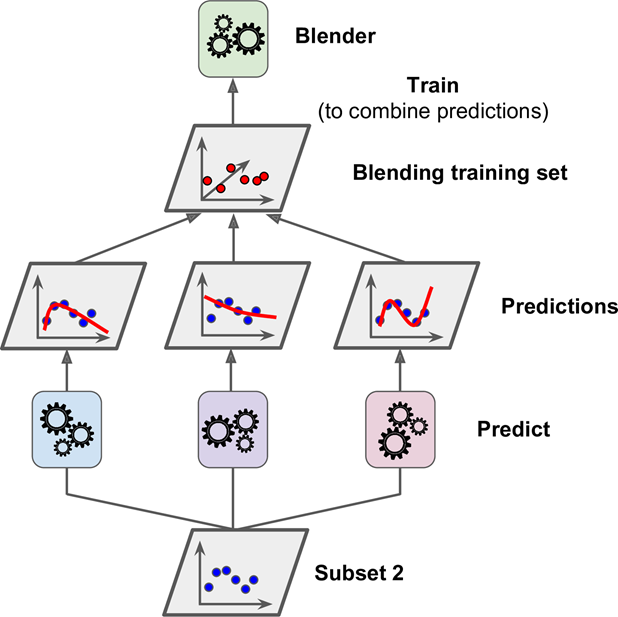 Blender
Train
(to combine predictions)
Blending training set
Predictions
Predict
Subset 2